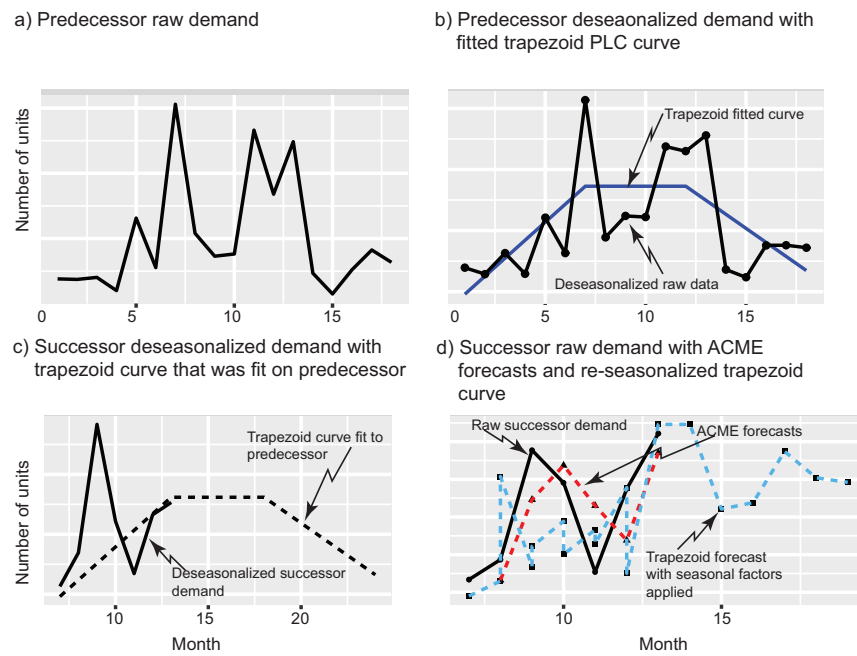 a) Predecessor raw demand
Number of units
0
5
10
15
b) Predecessor deseaonalized demand with
fitted trapezoid PLC curve
Trapezoid fitted curve
Deseasonalized raw data
0
5
10
15
c) Successor deseasonalized demand with
trapezoid curve that was fit on predecessor
Number of units
Trapezoid curve fit to
predecessor
Deseasonalized successor
demand
10
15
20
Month
d) Successor raw demand with ACME
forecasts and re-seasonalized trapezoid
curve
Raw successor demand
ACME forecasts
Trapezoid forecast
with seasonal factors
applied
10
15
Month